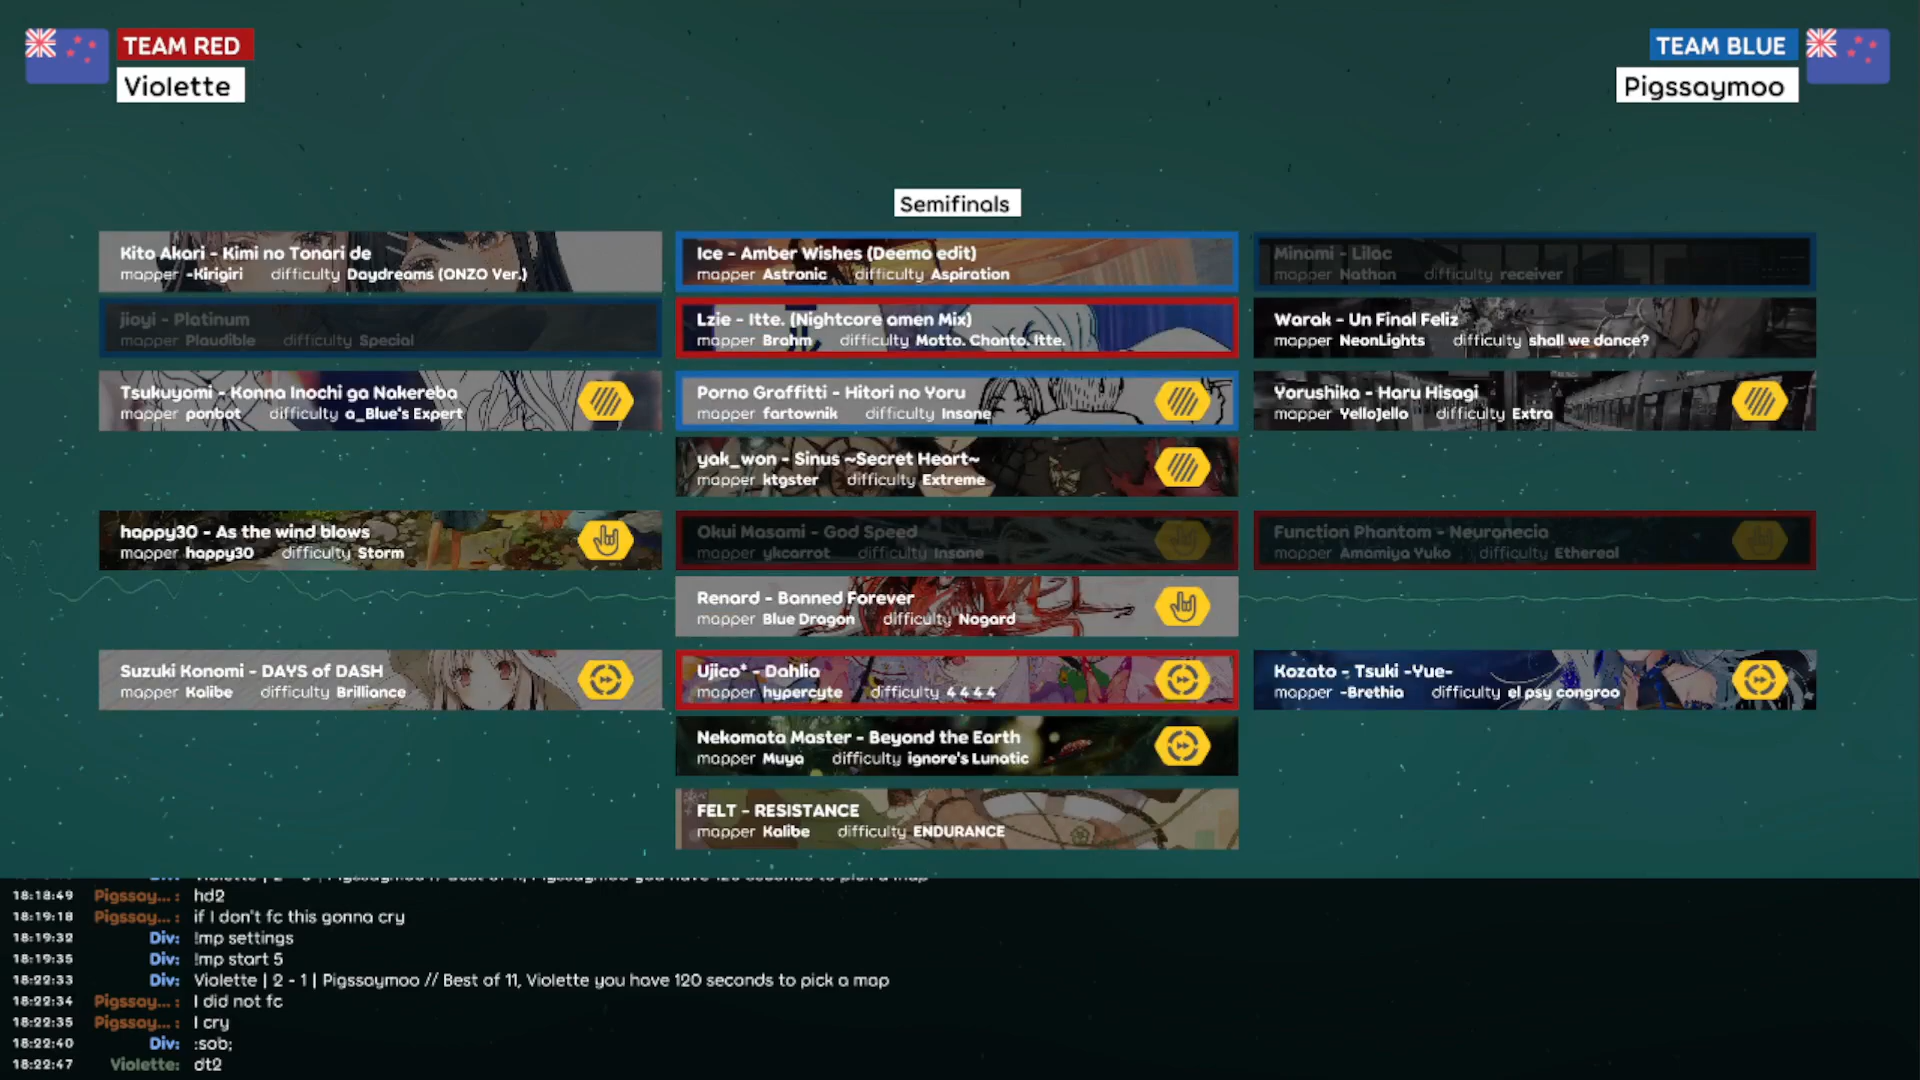 TEAM RED
Violette
TEAM BLUE
Pigssaymoo
Semifinals
Kito Akari - Kimi no Tonari de
mapper -Kirigiri difficulty Daydreams (ONZO Ver.)
Ice - Amber Wishes (Deemo edit)
mapper Astronic difficulty Aspiration
Minami - Lilac
mapper Nathan difficulty receiver
jioyi - Platinum
mapper Plaudible difficulty Special
Lzie - Itte. (Nightcore amen Mix)
mapper Brahm difficulty Motto. Chanto. Itte.
Warak - Un Final Feliz
mapper NeonLights difficulty shall we dance?
Tsukuyomi - Konna Inochi ga Nakereba
mapper ponbot difficulty a_Blue's Expert
Porno Graffitti - Hitori no Yoru
mapper fartownik difficulty Insane
Yorushika - Haru Hisagi
mapper YelloJello difficulty Extra
yak_won - Sinus ~Secret Heart~
mapper ktgster difficulty Extreme
happy30 - As the wind blows
mapper happy30 difficulty Storm
Okui Masami - God Speed
mapper ykcarrot difficulty Insane
Function Phantom - Neuronecia
mapper Amamiya Yuko difficulty Ethereal
Renard - Banned Forever
mapper Blue Dragon difficulty Nogard
Suzuki Konomi - DAYS of DASH
mapper Kalibe difficulty Brilliance
Ujico* - Dahlia
mapper hypercyte difficulty 4 4 4 4
Kozato - Tsuki -Yue-
mapper -Brethia difficulty el psy congroo
Nekomata Master - Beyond the Earth
mapper Muya difficulty ignore's Lunatic
FELT - RESISTANCE
mapper Kalibe difficulty ENDURANCE
18:18:49 Pigssay... : hd2
18:19:18 Pigssay... : if I don't fc this gonna cry
18:19:32 Div: !mp settings
18:19:35 Div: !mp start 5
18:22:33 Div: Violette | 2 - 1 | Pigssaymoo // Best of 11, Violette you have 120 seconds to pick a map
18:22:34 Pigssay... : I did not fc
18:22:35 Pigssay... : I cry
18:22:40 Div: :sob;
18:22:47 Violette: dt2